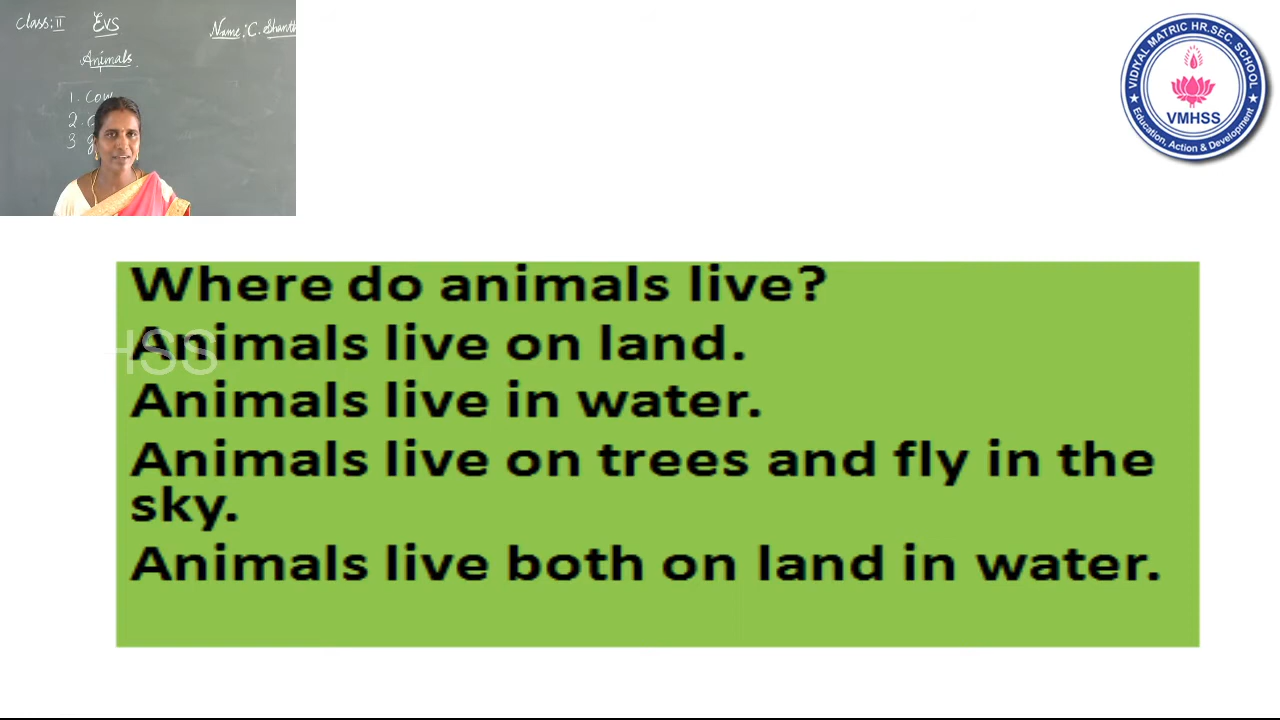 Class: II EVS Name: C. Shanth
Animals
1. Cow
2.
3
VIDIYAL MATRIC HR.SEC. SCHOOL
VMHSS
Education, Action & Development
Where do animals live?
HSS
Animals live on land.
Animals live in water.
Animals live on trees and fly in the
sky.
Animals live both on land in water.